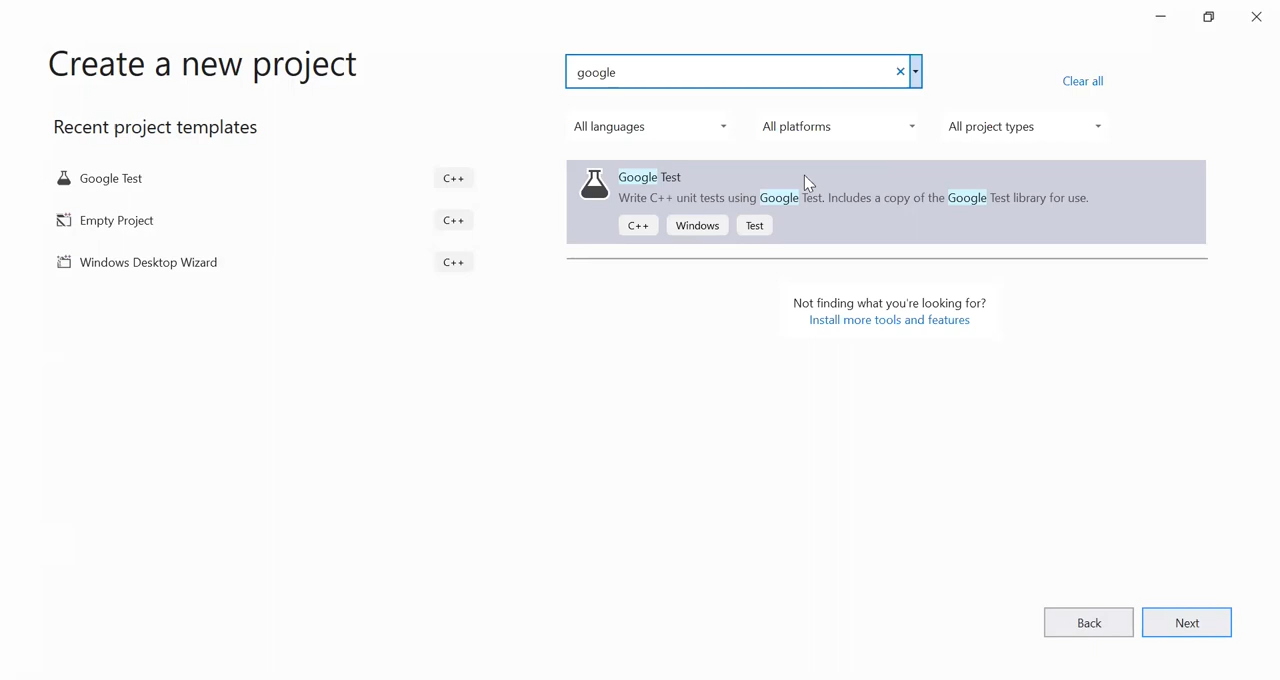 Create a new project
google
Clear all
Recent project templates
All languages
All platforms
All project types
Google Test
C++
Empty Project
C++
Windows Desktop Wizard
C++
Google Test
Write C++ unit tests using Google Test. Includes a copy of the Google Test library for use.
C++
Windows
Test
Not finding what you're looking for?
Install more tools and features
Back
Next